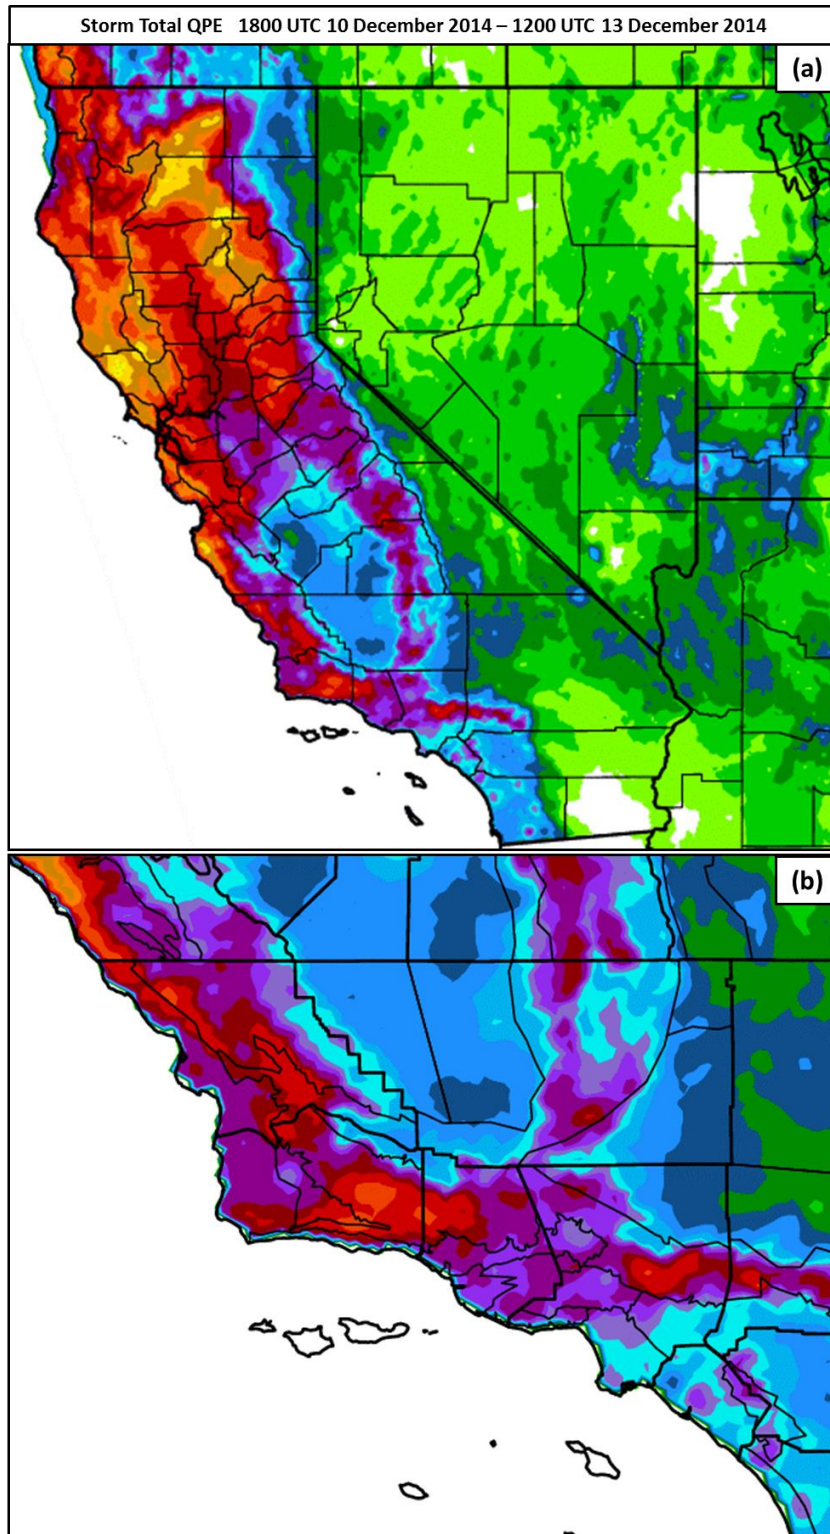 Storm Total QPE 1800 UTC 10 December 2014 – 1200 UTC 13 December 2014
(a)
(b)